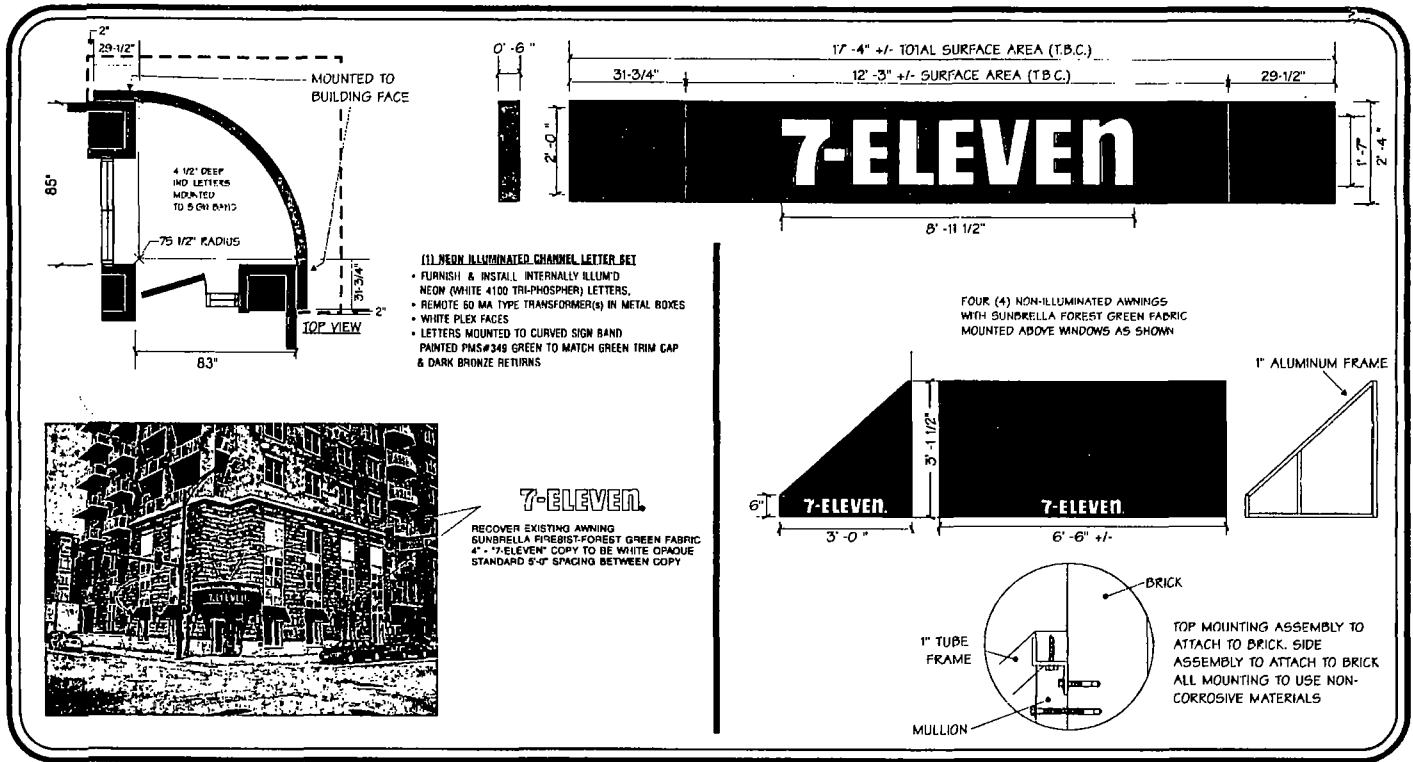 2"
29-1/2"
MOUNTED TO
BUILDING FACE
85"
4 1/2" DEEP
IND LETTERS
MOUNTED
TO SIGN BAND
75 1/2" RADIUS
31-3/4"
2"
TOP VIEW
83"
(1) NEON ILLUMINATED CHANNEL LETTER SET
• FURNISH & INSTALL INTERNALLY ILLUM'D
NEON (WHITE 4100 TRI-PHOSPHER) LETTERS.
• REMOTE 60 MA TYPE TRANSFORMER(s) IN METAL BOXES
• WHITE PLEX FACES
• LETTERS MOUNTED TO CURVED SIGN BAND
PAINTED PMS#349 GREEN TO MATCH GREEN TRIM CAP
& DARK BRONZE RETURNS
0'-6"
17'-4" +/- TOTAL SURFACE AREA (T.B.C.)
31-3/4"
12'-3" +/- SURFACE AREA (T.B.C.)
29-1/2"
2'-0"
7-ELEVEn
1'-7"
2'-4"
8'-11 1/2"
7-ELEVEn
7-ELEVEn.
RECOVER EXISTING AWNING
SUNBRELLA FIRESIST-FOREST GREEN FABRIC
4" - "7-ELEVEN" COPY TO BE WHITE OPAQUE
STANDARD 5'-0" SPACING BETWEEN COPY
FOUR (4) NON-ILLUMINATED AWNINGS
WITH SUNBRELLA FOREST GREEN FABRIC
MOUNTED ABOVE WINDOWS AS SHOWN
1" ALUMINUM FRAME
3'-1 1/2"
6"
7-ELEVEn.
7-ELEVEn.
3'-0"
6'-6" +/-
BRICK
1" TUBE
FRAME
MULLION
TOP MOUNTING ASSEMBLY TO
ATTACH TO BRICK. SIDE
ASSEMBLY TO ATTACH TO BRICK
ALL MOUNTING TO USE NON-
CORROSIVE MATERIALS